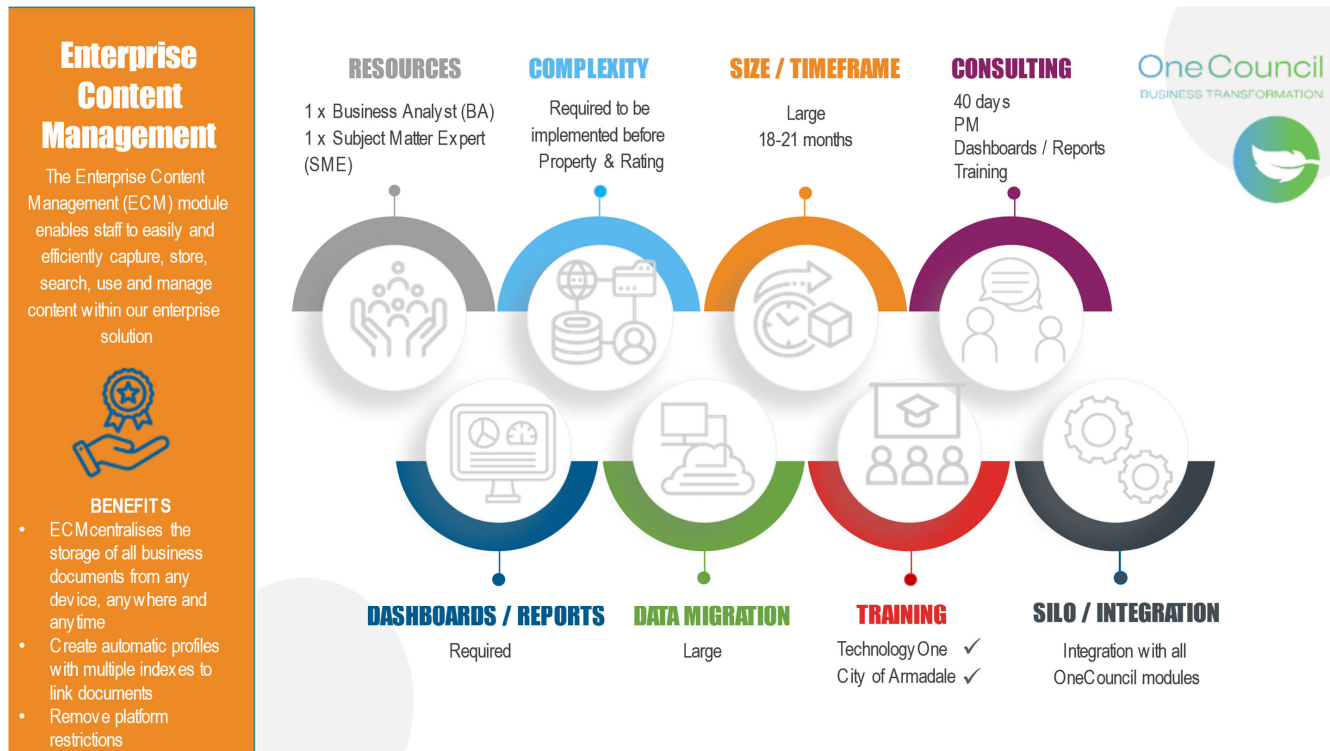 Enterprise
Content
Management
The Enterprise Content
Management (ECM) module
enables staff to easily and
efficiently capture, store,
search, use and manage
content within our enterprise
solution
BENEFITS
• ECM centralises the
storage of all business
documents from any
device, anywhere and
anytime
• Create automatic profiles
with multiple indexes to
link documents
• Remove platform
restrictions
RESOURCES
1 x Business Analyst (BA)
1 x Subject Matter Expert
(SME)
COMPLEXITY
Required to be
implemented before
Property & Rating
SIZE / TIMEFRAME
Large
18-21 months
CONSULTING
40 days
PM
Dashboards / Reports
Training
OneCouncil
BUSINESS TRANSFORMATION
DASHBOARDS / REPORTS
Required
DATA MIGRATION
Large
TRAINING
Technology One ✓
City of Armadale ✓
SILO / INTEGRATION
Integration with all
OneCouncil modules